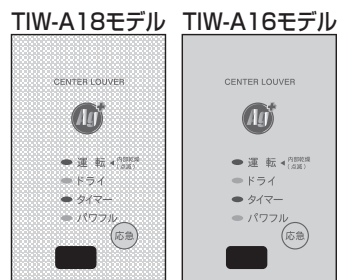 TIW-A18モデル
TIW-A16モデル
CENTER LOUVER
Ag+
運転 ◀内部乾燥
(点滅)
ドライ
タイマー
パワフル
応急
CENTER LOUVER
Ag+
運転 ◀内部乾燥
(点滅)
ドライ
タイマー
パワフル
応急